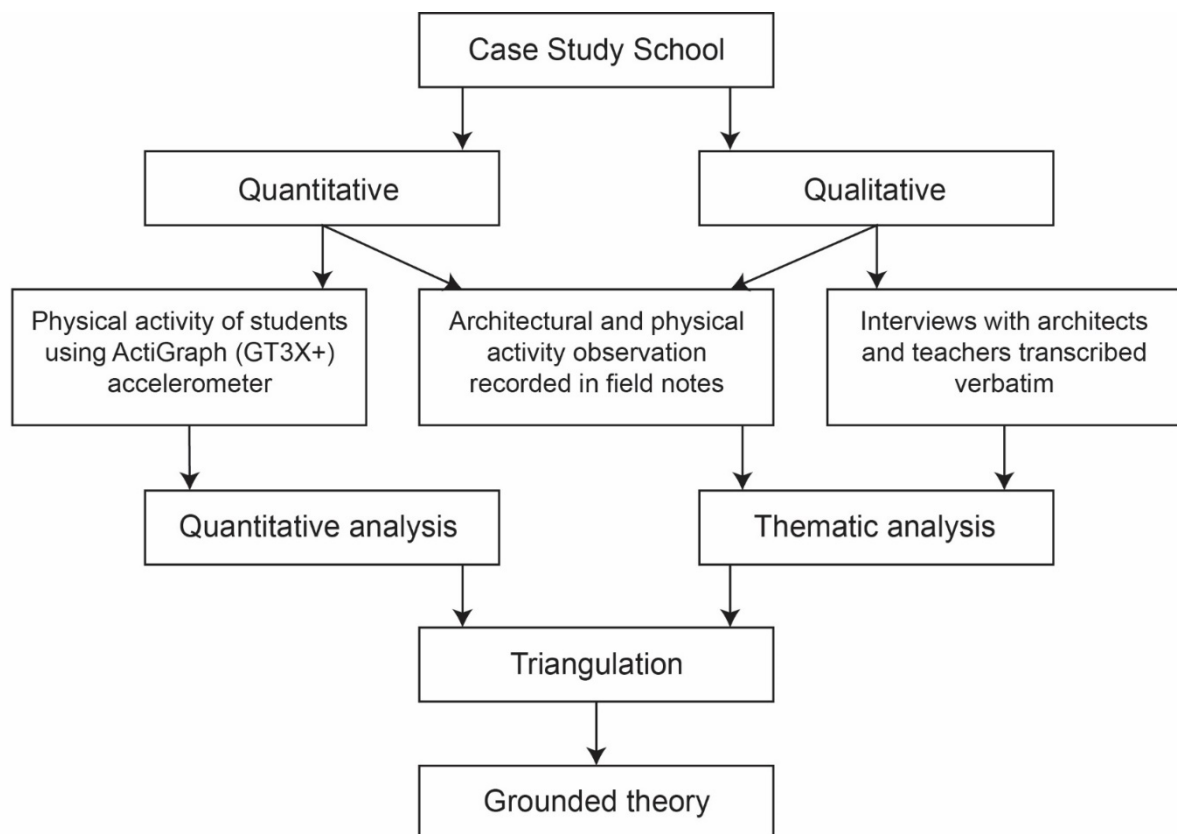 Case Study School
Quantitative
Qualitative
Physical activity of students
using ActiGraph (GT3X+)
accelerometer
Architectural and physical
activity observation
recorded in field notes
Interviews with architects
and teachers transcribed
verbatim
Quantitative analysis
Thematic analysis
Triangulation
Grounded theory